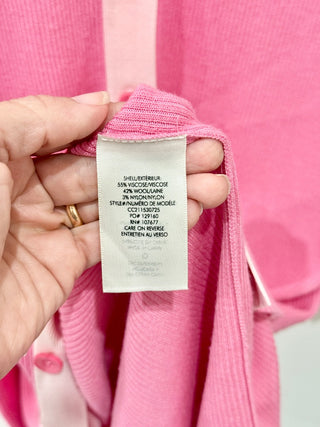 SHELL/EXTÉRIEUR:
55% VISCOSE/VISCOSE
42% WOOL/LAINE
3% NYLON/NYLON
STYLE#/NUMÉRO DE MODÈLE:
CC211530723
PO# 129160
RN# 107677
CARE ON REVERSE
ENTRETIEN AU VERSO